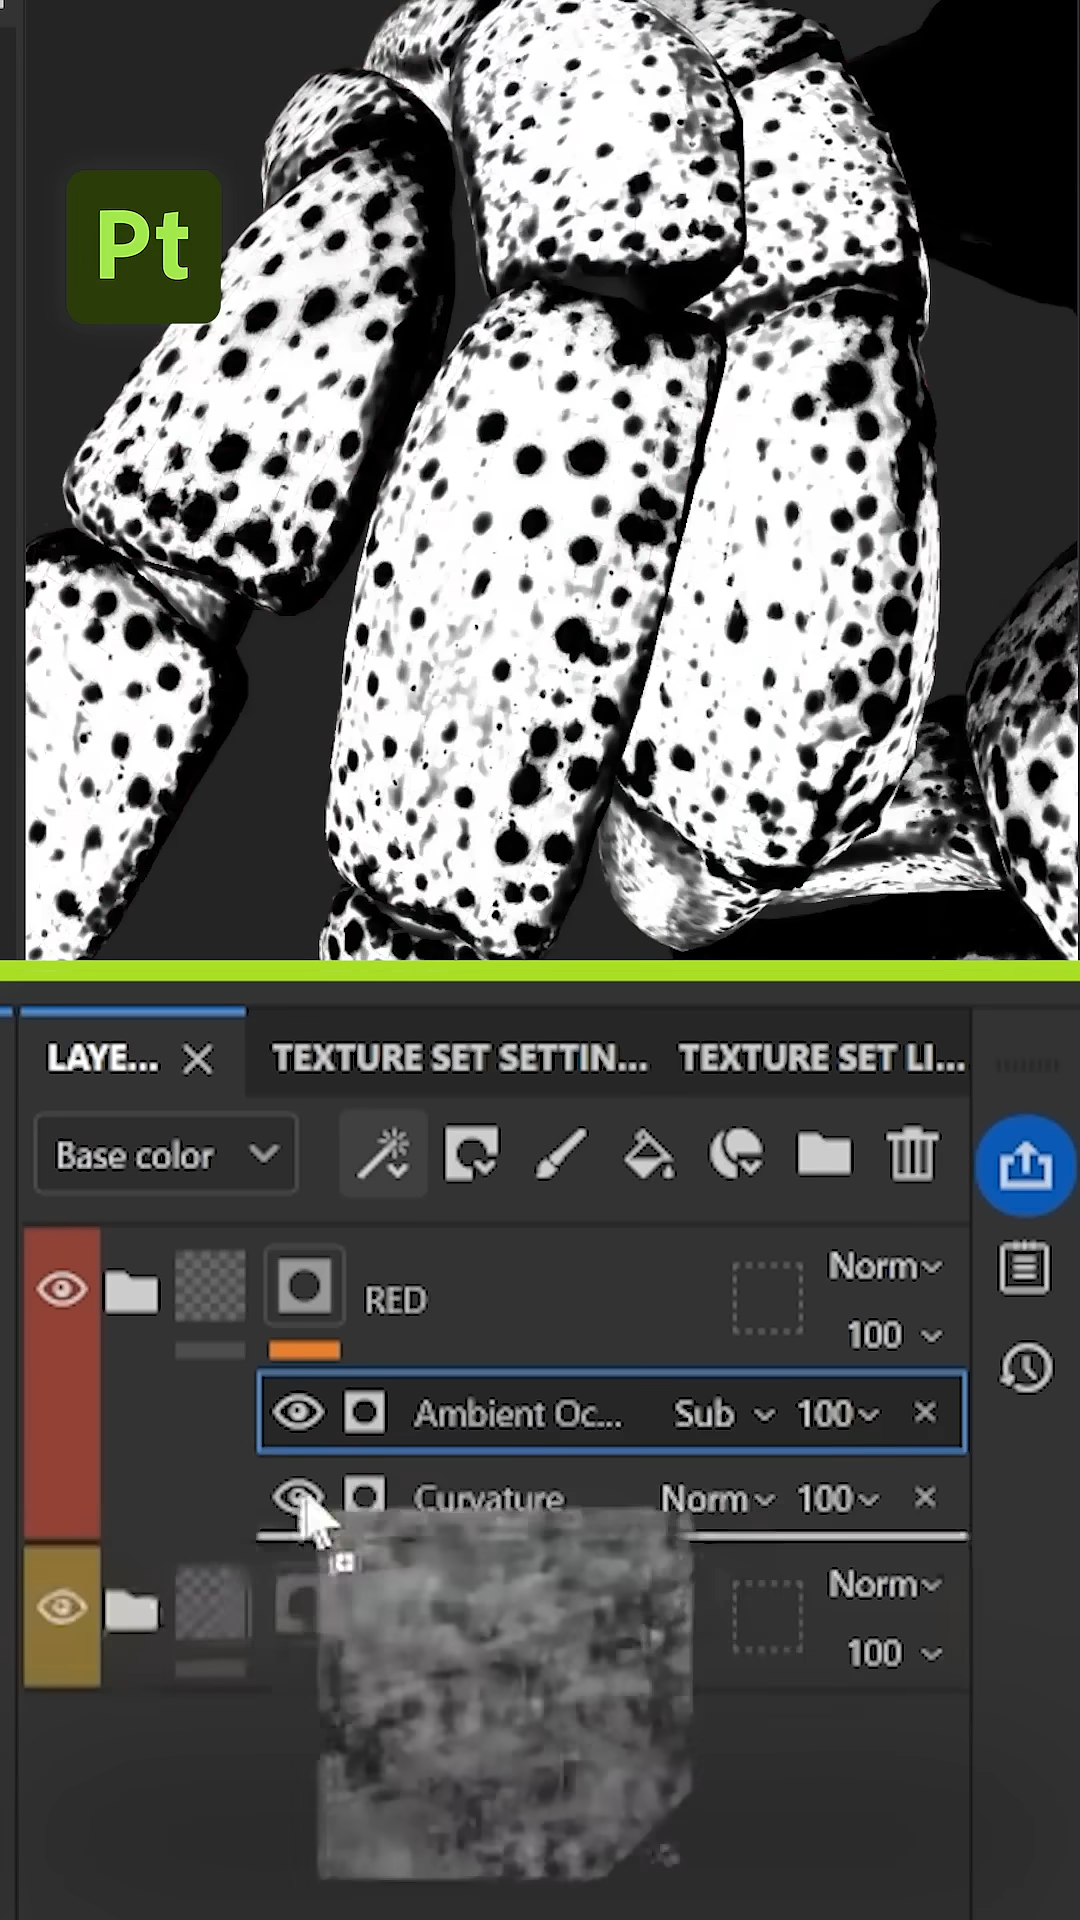 Pt
LAYE...
TEXTURE SET SETTIN...
TEXTURE SET LI...
Base color
Norm
RED
100
Ambient Oc...
Sub
100
Curvature
Norm
100
Norm
100